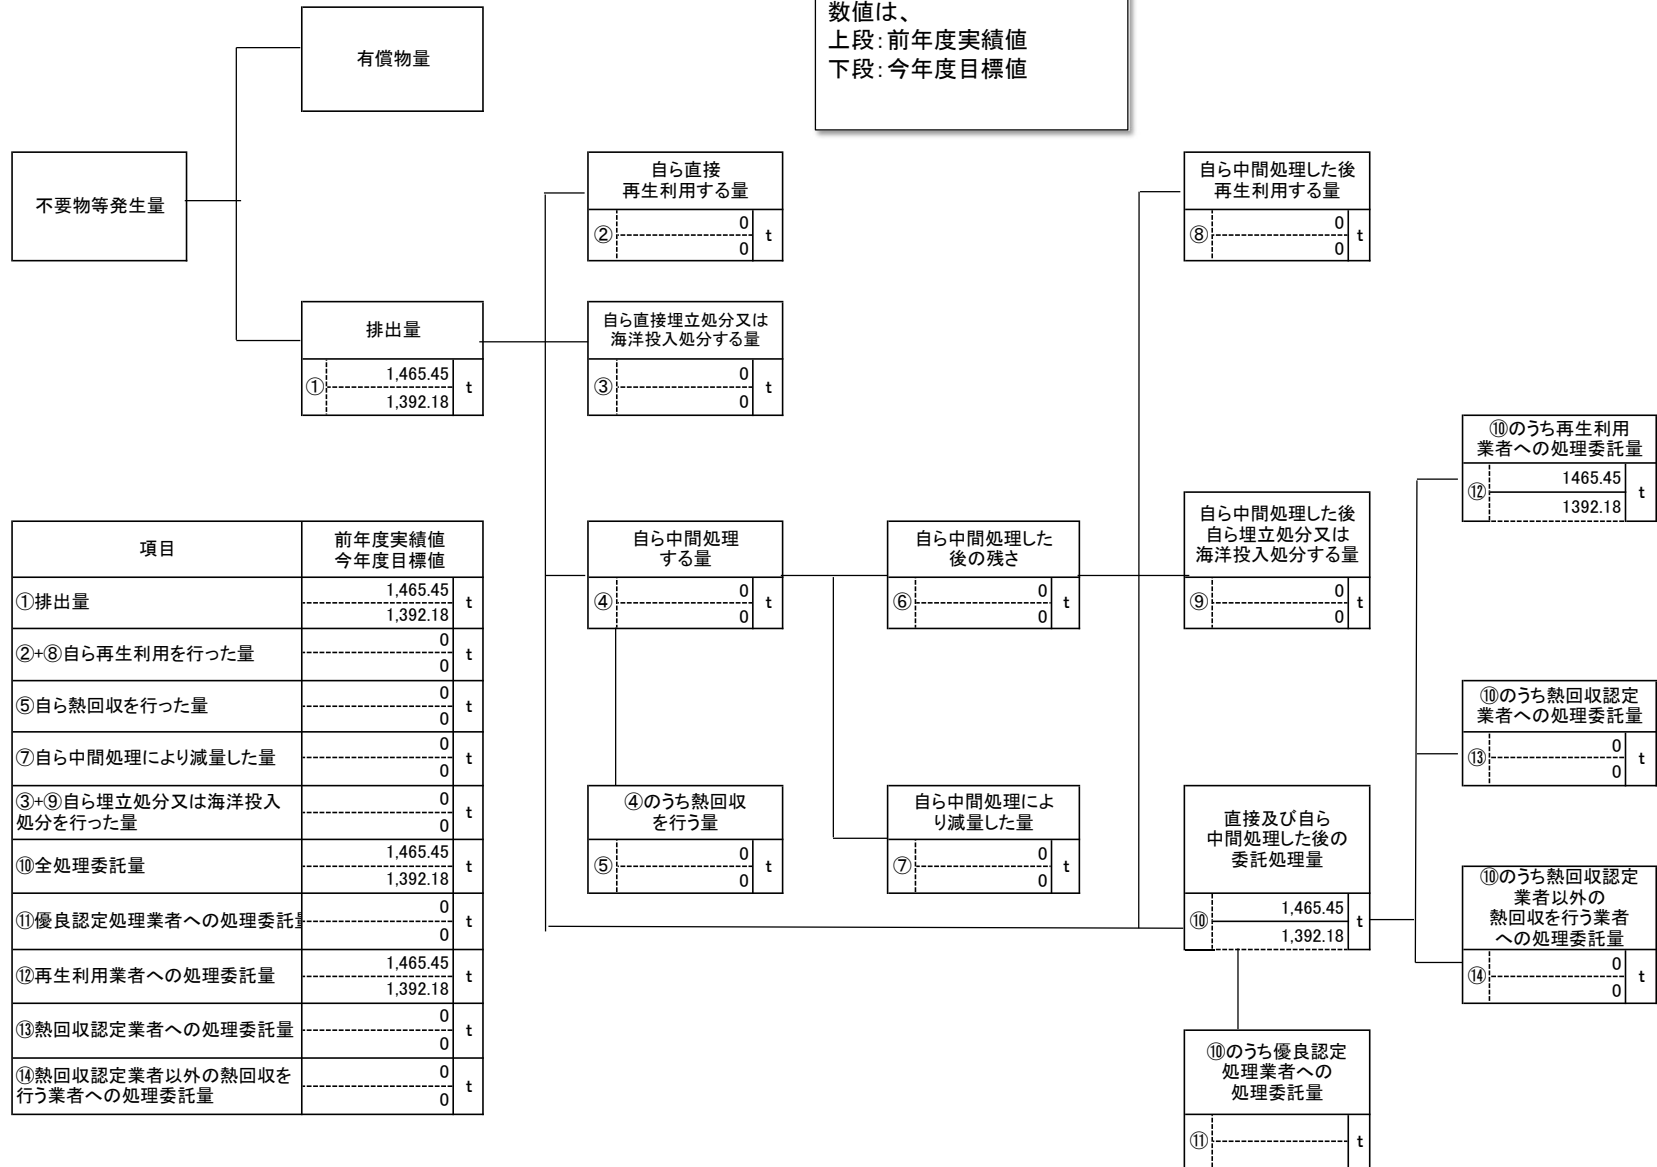 数値は、
上段：前年度実績値
下段：今年度目標値
有償物量
不要物等発生量
自ら直接
再生利用する量
② 0 t
0
自ら中間処理した後
再生利用する量
⑧ 0 t
0
排出量
① 1,465.45 t
1,392.18
自ら直接埋立処分又は
海洋投入処分する量
③ 0 t
0
⑩のうち再生利用
業者への処理委託量
⑫ 1465.45 t
1392.18
自ら中間処理
する量
④ 0 t
0
自ら中間処理した
後の残さ
⑥ 0 t
0
自ら中間処理した後
自ら埋立処分又は
海洋投入処分する量
⑨ 0 t
0
⑩のうち熱回収認定
業者への処理委託量
⑬ 0 t
0
④のうち熱回収
を行う量
⑤ 0 t
0
自ら中間処理によ
り減量した量
⑦ 0 t
0
直接及び自ら
中間処理した後の
委託処理量
⑩ 1,465.45 t
1,392.18
⑩のうち熱回収認定
業者以外の
熱回収を行う業者
への処理委託量
⑭ 0 t
0
⑩のうち優良認定
処理業者への
処理委託量
⑪ t
項目 前年度実績値
今年度目標値
①排出量 1,465.45 t
1,392.18
②+⑧自ら再生利用を行った量 0 t
0
⑤自ら熱回収を行った量 0 t
0
⑦自ら中間処理により減量した量 0 t
0
③+⑨自ら埋立処分又は海洋投入 0 t
処分を行った量 0
⑩全処理委託量 1,465.45 t
1,392.18
⑪優良認定処理業者への処理委託 0 t
0
⑫再生利用業者への処理委託量 1,465.45 t
1,392.18
⑬熱回収認定業者への処理委託量 0 t
0
⑭熱回収認定業者以外の熱回収を 0 t
行う業者への処理委託量 0